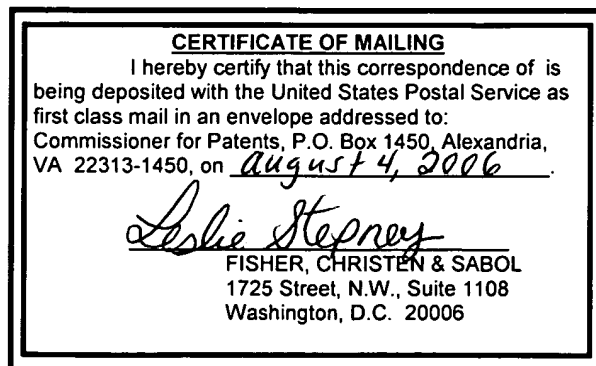 CERTIFICATE OF MAILING
I hereby certify that this correspondence of is
being deposited with the United States Postal Service as
first class mail in an envelope addressed to:
Commissioner for Patents, P.O. Box 1450, Alexandria,
VA 22313-1450, on August 4, 2006.
Leslie Stepney
FISHER, CHRISTEN & SABOL
1725 Street, N.W., Suite 1108
Washington, D.C. 20006